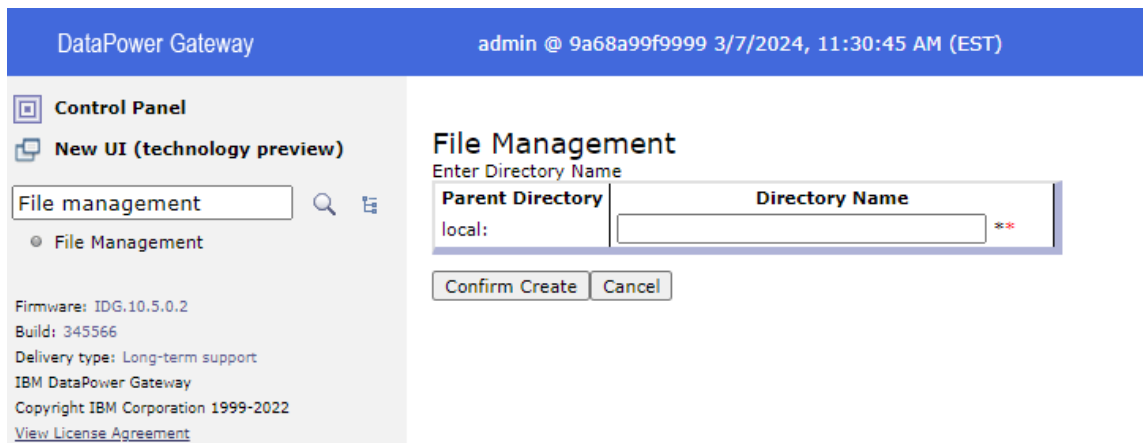 DataPower Gateway
admin @ 9a68a99f9999 3/7/2024, 11:30:45 AM (EST)
Control Panel
New UI (technology preview)
File management
File Management
Firmware: IDG.10.5.0.2
Build: 345566
Delivery type: Long-term support
IBM DataPower Gateway
Copyright IBM Corporation 1999-2022
View License Agreement
File Management
Enter Directory Name
Parent Directory Directory Name
local: **
Confirm Create Cancel